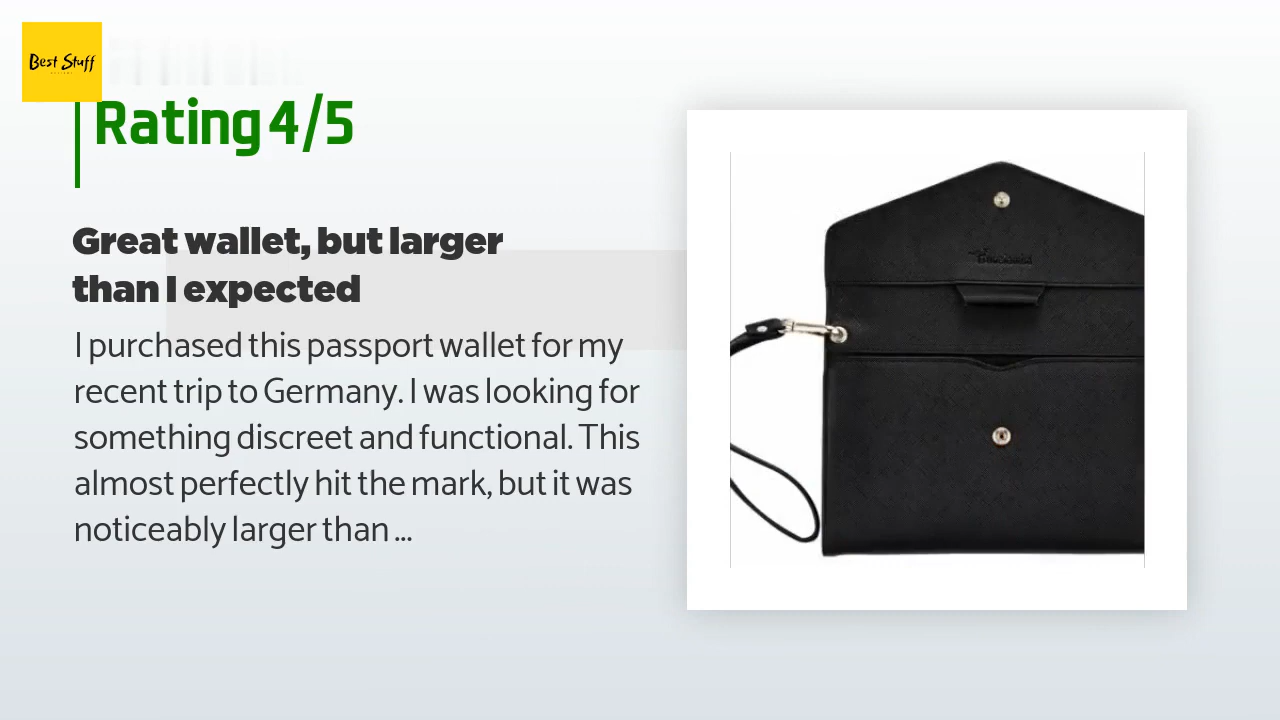 Best Stuff
Rating 4/5
Great wallet, but larger
than I expected
I purchased this passport wallet for my
recent trip to Germany. I was looking for
something discreet and functional. This
almost perfectly hit the mark, but it was
noticeably larger than ...